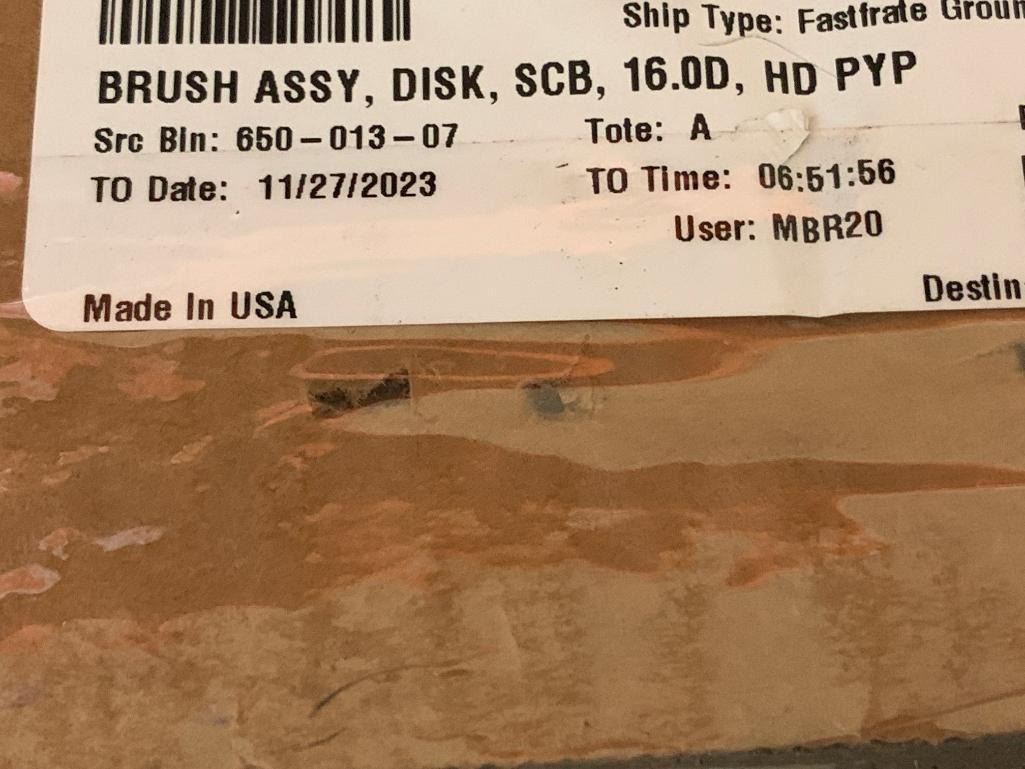 Ship Type: Fastfrate
BRUSH ASSY, DISK, SCB, 16.0D, HD PYP
Src Bin: 650-013-07 Tote: A
TO Date: 11/27/2023 TO Time: 06:51:56
User: MBR20
Made In USA